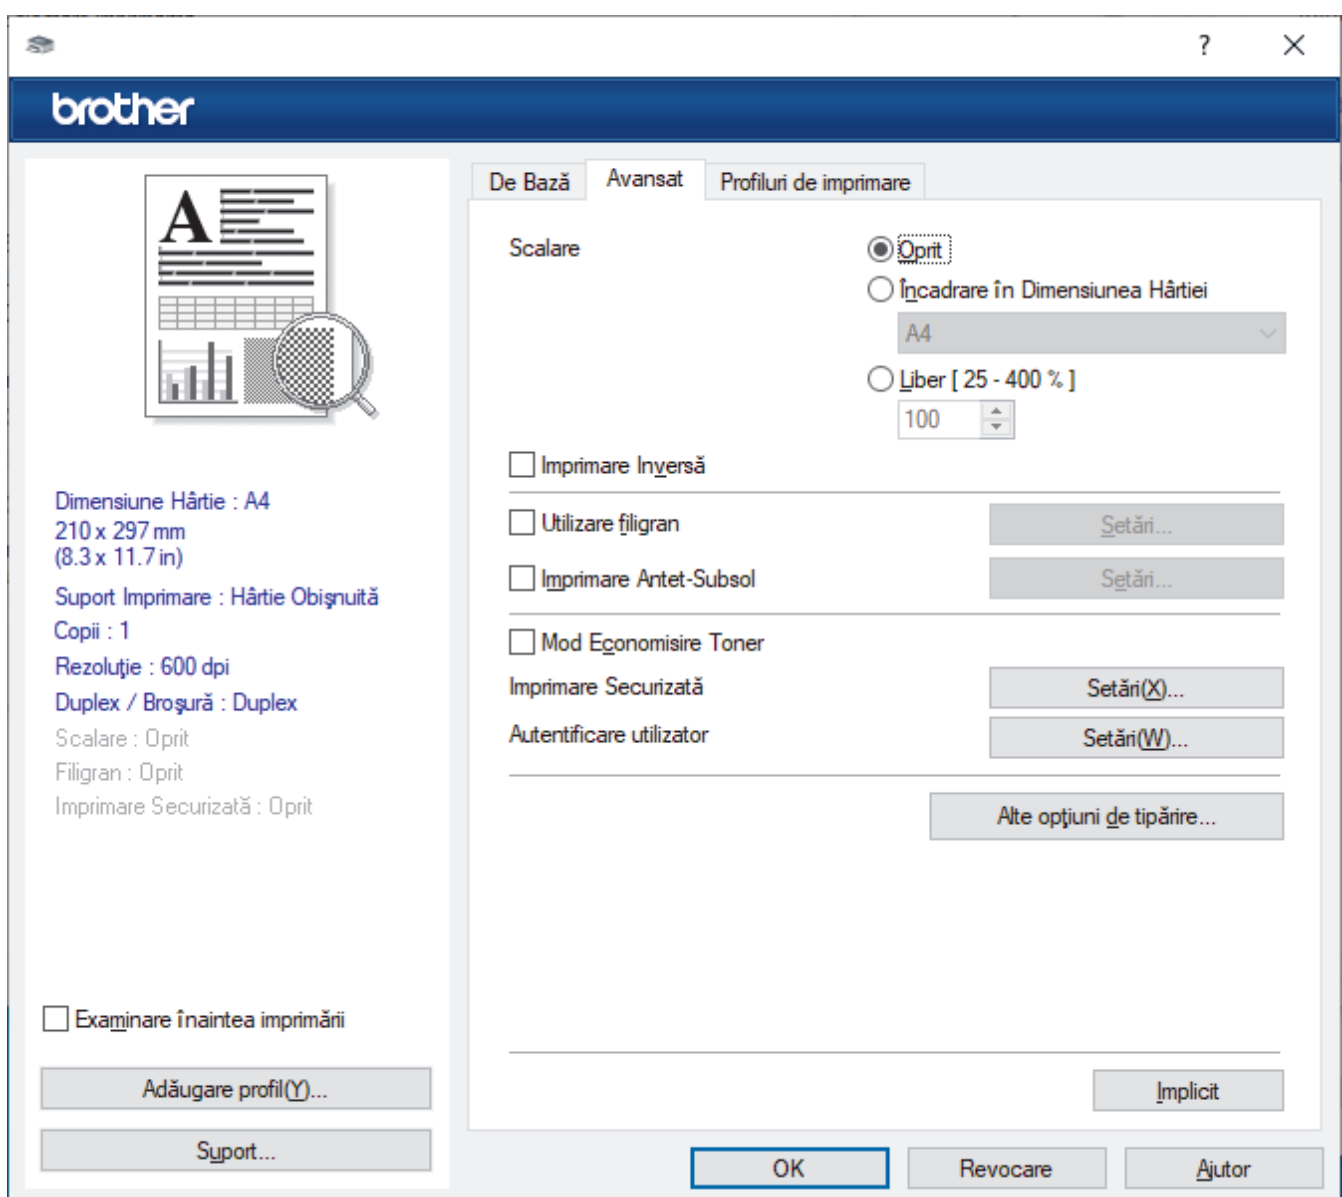 ?
brother
A
Dimensiune Hârtie : A4
210 x 297 mm
(8.3 x 11.7 in)
Suport Imprimare : Hârtie Obişnuită
Copii : 1
Rezoluţie : 600 dpi
Duplex / Broşură : Duplex
Scalare : Oprit
Filigran : Oprit
Imprimare Securizată : Oprit
Examinare înaintea imprimării
Adăugare profil(Y)...
Suport...
De Bază Avansat Profiluri de imprimare
Scalare
Oprit
Încadrare în Dimensiunea Hârtiei
A4
Liber [ 25 - 400 % ]
100
Imprimare Inversă
Utilizare filigran Setări...
Imprimare Antet-Subsol Setări...
Mod Economisire Toner
Imprimare Securizată Setări(X)...
Autentificare utilizator Setări(W)...
Alte opţiuni de tipărire...
Implicit
OK Revocare Ajutor